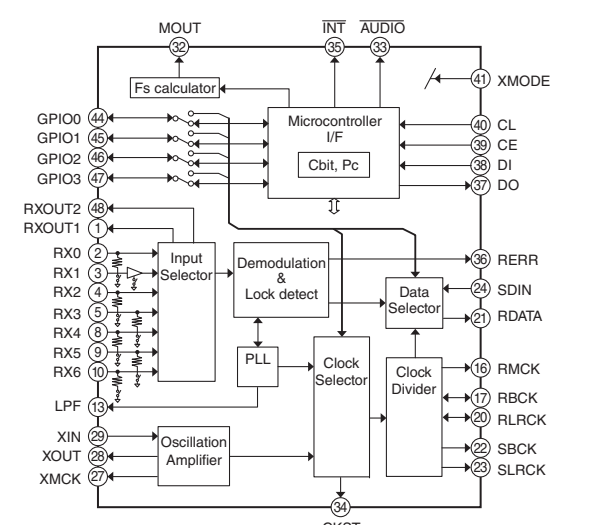 MOUT
INT
AUDIO
32
35
33
Fs calculator
41
XMODE
GPIO0
44
GPIO1
45
GPIO2
46
GPIO3
47
Microcontroller
I/F
Cbit, Pc
40
CL
39
CE
38
DI
37
DO
RXOUT2
48
RXOUT1
1
RX0
2
RX1
3
RX2
4
RX3
5
RX4
8
RX5
9
RX6
10
Input
Selector
Demodulation
&
Lock detect
Data
Selector
36
RERR
24
SDIN
21
RDATA
PLL
Clock
Selector
Clock
Divider
16
RMCK
17
RBCK
20
RLRCK
22
SBCK
23
SLRCK
LPF
13
XIN
29
XOUT
28
XMCK
27
Oscillation
Amplifier
34